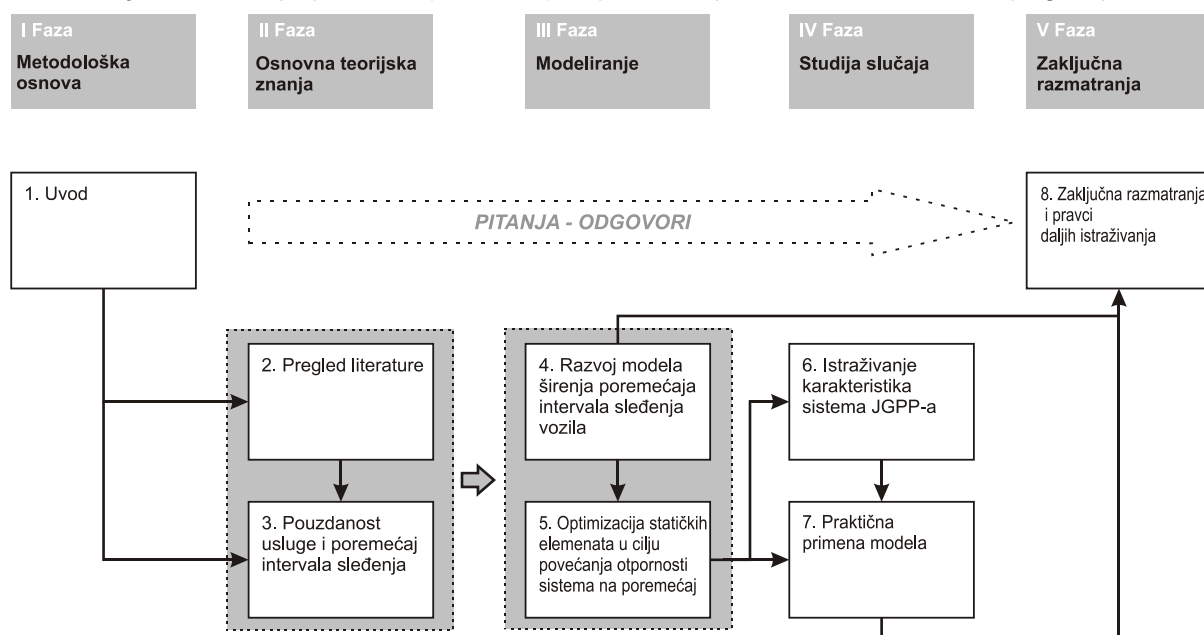 I Faza
Metodološka
osnova
II Faza
Osnovna teorijska
znanja
III Faza
Modeliranje
IV Faza
Studija slučaja
V Faza
Zaključna
razmatranja
1. Uvod
PITANJA - ODGOVORI
8. Zaključna razmatranja
i pravci
daljih istraživanja
2. Pregled literature
3. Pouzdanost
usluge i poremećaj
intervala sleđenja
4. Razvoj modela
širenja poremećaja
intervala sleđenja
vozila
5. Optimizacija statičkih
elemenata u cilju
povećanja otpornosti
sistema na poremećaj
6. Istraživanje
karakteristika
sistema JGPP-a
7. Praktična
primena modela